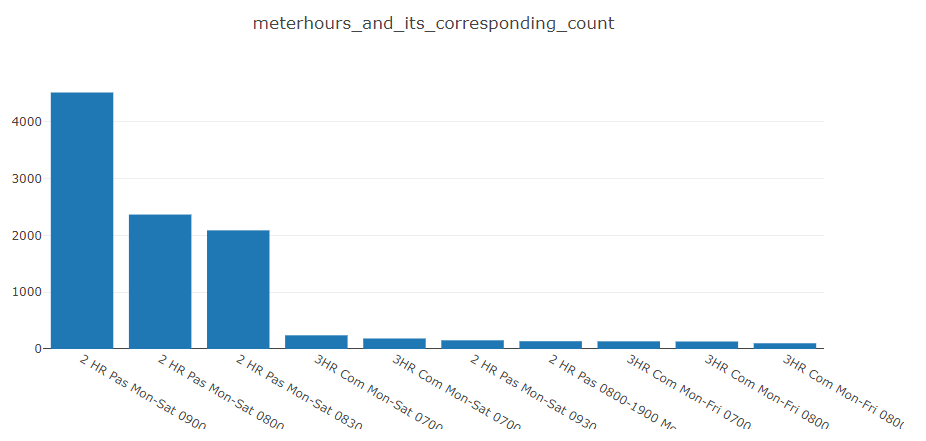 meterhours_and_its_corresponding_count
4000
3000
2000
1000
0
2 HR Pas Mon-Sat 0900
2 HR Pas Mon-Sat 0800
2 HR Pas Mon-Sat 0830
3HR Com Mon-Sat 0700
3HR Com Mon-Sat 0700
2 HR Pas Mon-Sat 0930
2 HR Pas 0800-1900
3HR Com Mon-Fri 0700
3HR Com Mon-Fri 0800
3HR Com Mon-Fri 0800